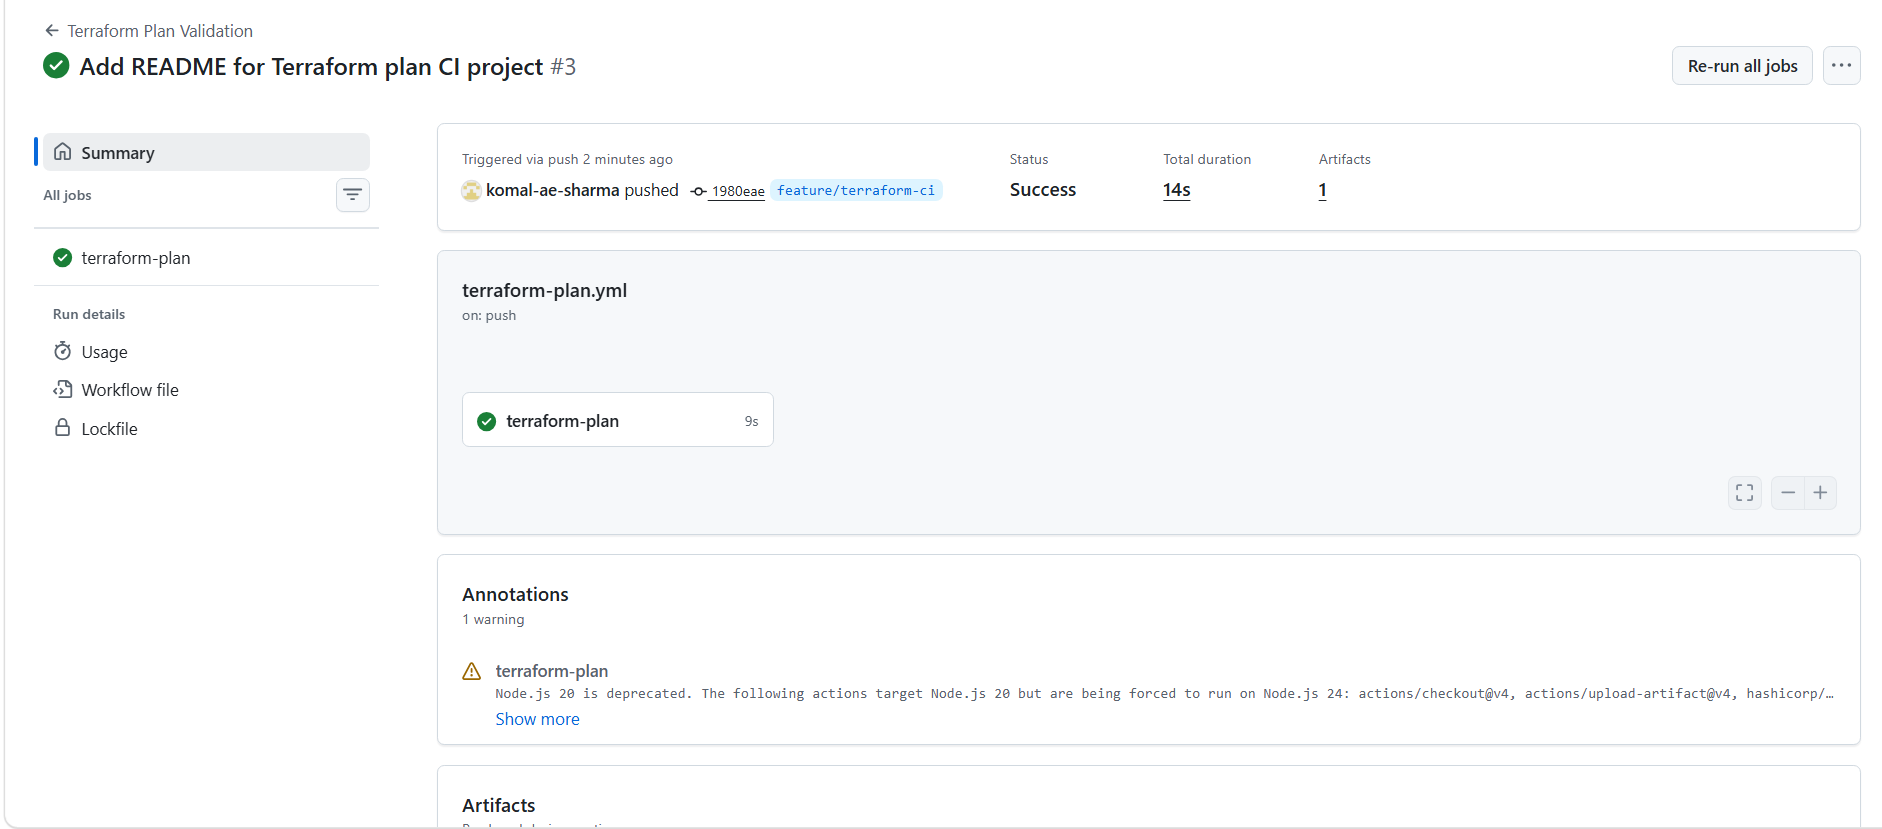 Terraform Plan Validation
Add README for Terraform plan CI project #3
Re-run all jobs
Summary
All jobs
terraform-plan
Run details
Usage
Workflow file
Lockfile
Triggered via push 2 minutes ago
komal-ae-sharma pushed 1980eae feature/terraform-ci
Status
Success
Total duration
14s
Artifacts
1
terraform-plan.yml
on: push
terraform-plan 9s
Annotations
1 warning
terraform-plan
Node.js 20 is deprecated. The following actions target Node.js 20 but are being forced to run on Node.js 24: actions/checkout@v4, actions/upload-artifact@v4, hashicorp/…
Show more
Artifacts